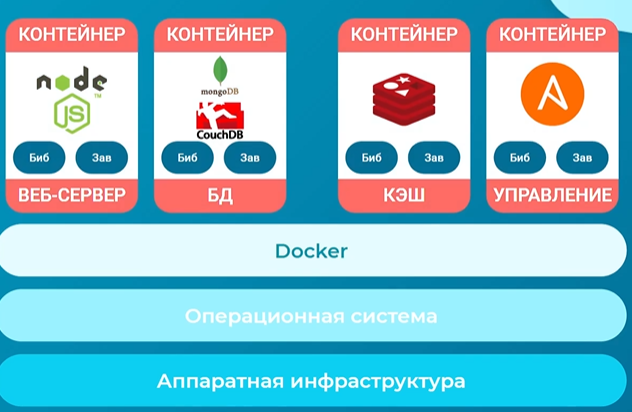 КОНТЕЙНЕР КОНТЕЙНЕР КОНТЕЙНЕР КОНТЕЙНЕР
node
JS
TM
mongoDB
CouchDB
Биб Зав Биб Зав Биб Зав Биб Зав
ВЕБ-СЕРВЕР БД КЭШ УПРАВЛЕНИЕ
Docker
Операционная система
Аппаратная инфраструктура